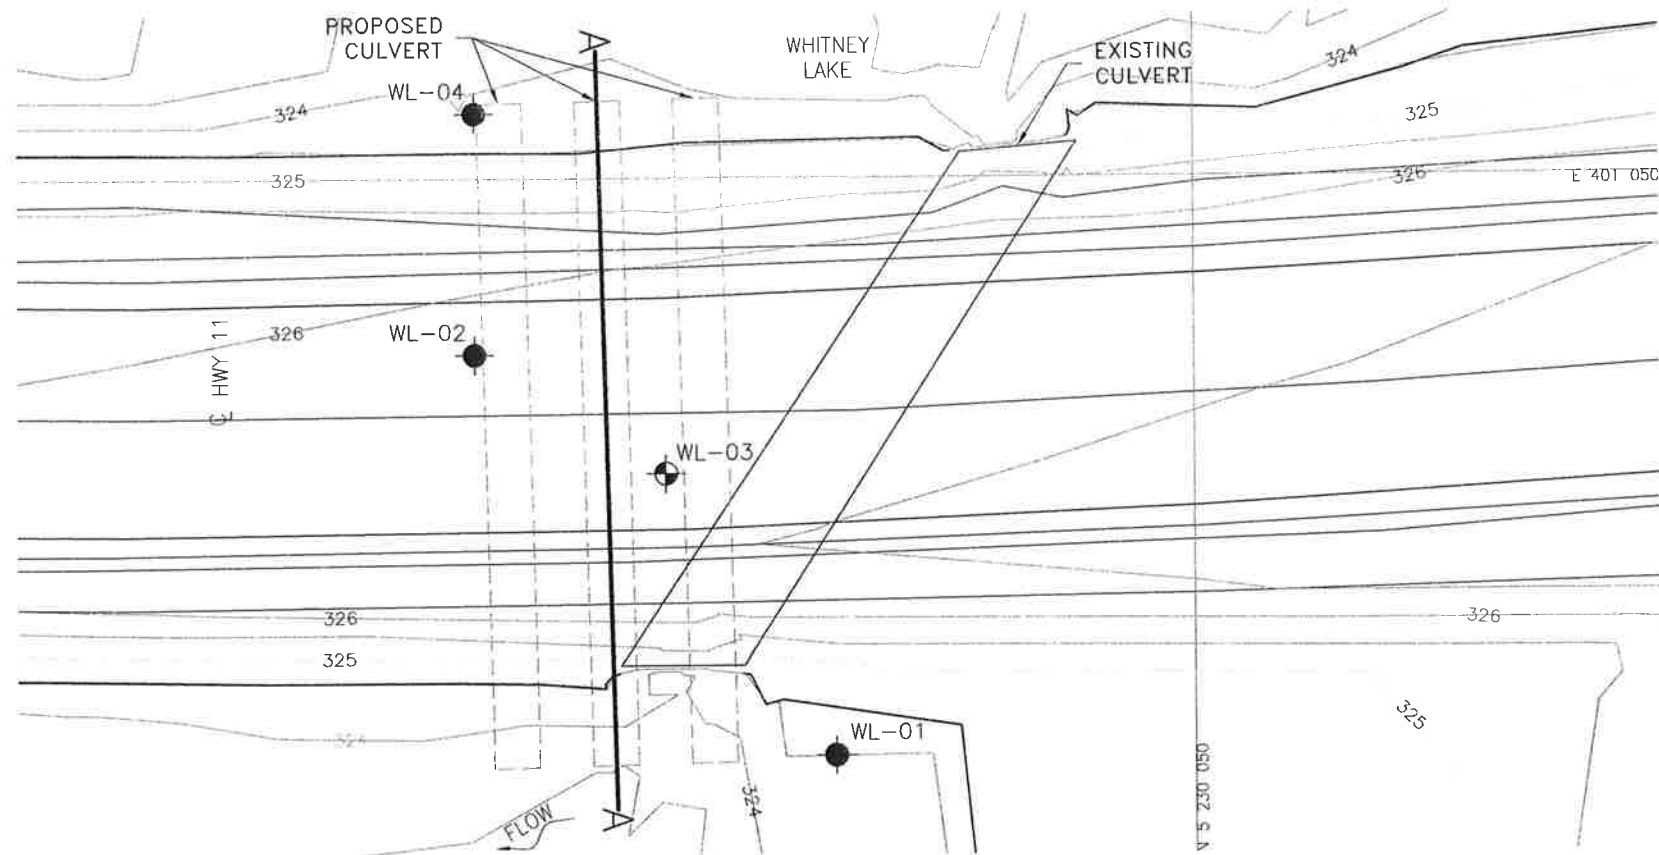 PROPOSED
CULVERT
A
WHITNEY
LAKE
EXISTING
CULVERT
324
WL-04
324
325
325
326
E 401 050
HWY 11
326
WL-02
WL-03
326
326
325
325
324
WL-01
324
FLOW
A
5 230 050